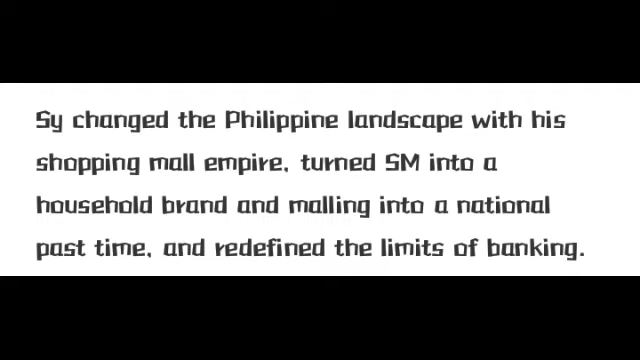 Sy changed the Philippine landscape with his
shopping mall empire, turned SM into a
household brand and malling into a national
past time, and redefined the limits of banking.